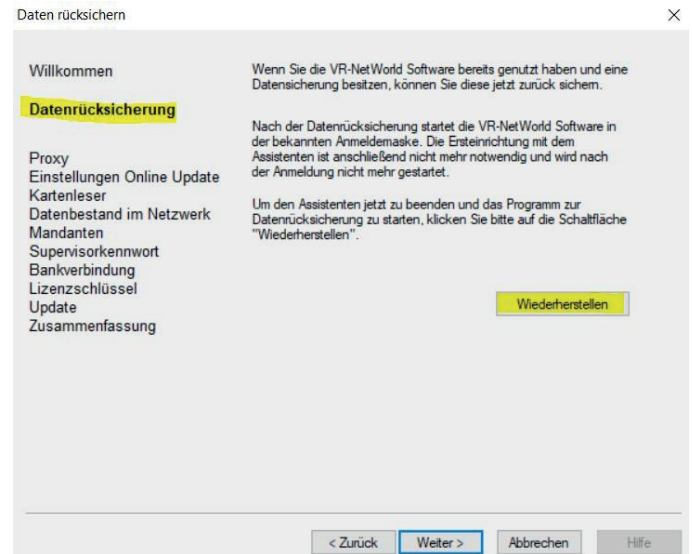 Daten rücksichern
Willkommen
Datenrücksicherung
Proxy
Einstellungen Online Update
Kartenleser
Datenbestand im Netzwerk
Mandanten
Supervisorkennwort
Bankverbindung
Lizenzschlüssel
Update
Zusammenfassung
Wenn Sie die VR-NetWorld Software bereits genutzt haben und eine
Datensicherung besitzen, können Sie diese jetzt zurück sichern.
Nach der Datenrücksicherung startet die VR-NetWorld Software in
der bekannten Anmeldemaske. Die Ersteinrichtung mit dem
Assistenten ist anschließend nicht mehr notwendig und wird nach
der Anmeldung nicht mehr gestartet.
Um den Assistenten jetzt zu beenden und das Programm zur
Datenrücksicherung zu starten, klicken Sie bitte auf die Schaltfläche
"Wiederherstellen".
Wiederherstellen
< Zurück Weiter > Abbrechen Hilfe